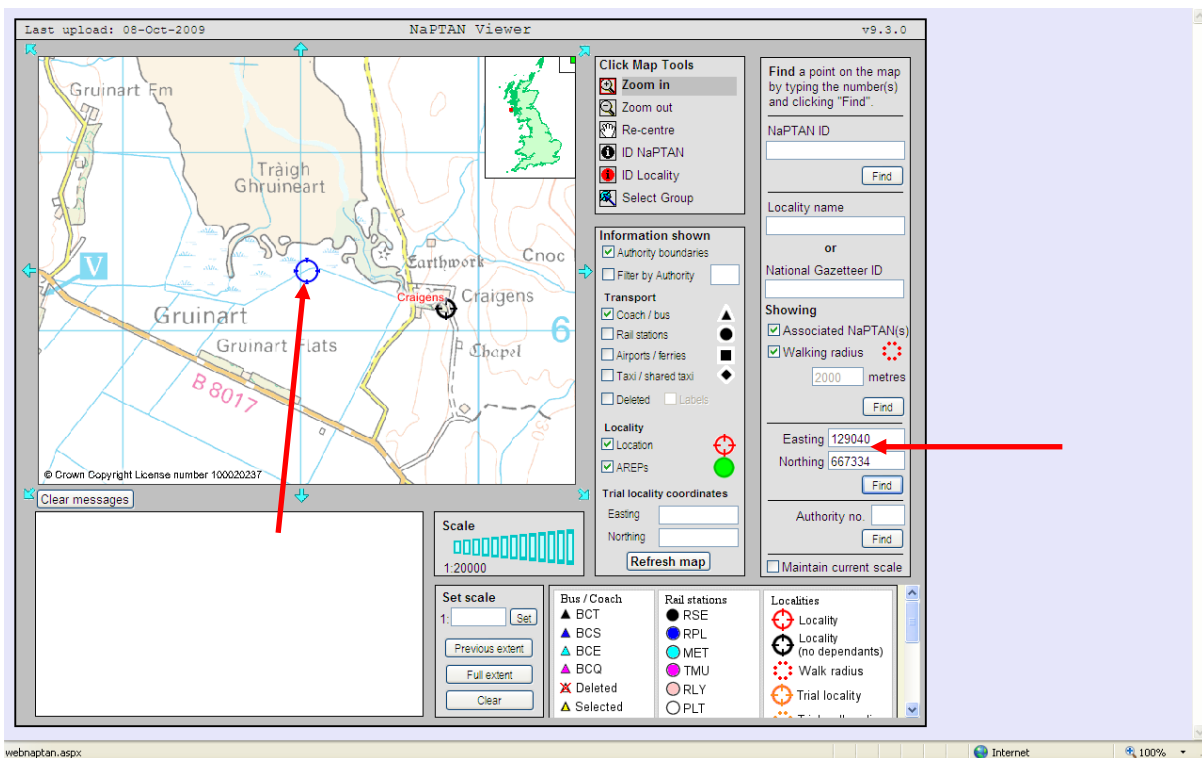 Last upload: 08-Oct-2009
NaPTAN Viewer
v9.3.0
Gruinart Fm
Tràigh
Ghruineart
V
Earthwork
Cnoc
Craigens
Craigens
Gruinart
6
Gruinart Flats
Chapel
B 8017
30
© Crown Copyright License number 100020237
Click Map Tools
Zoom in
Zoom out
Re-centre
ID NaPTAN
ID Locality
Select Group
Information shown
Authority boundaries
Filter by Authority
Transport
Coach / bus
Rail stations
Airports / ferries
Taxi / shared taxi
Deleted
Labels
Locality
Location
AREPs
Trial locality coordinates
Easting
Northing
Refresh map
Find a point on the map
by typing the number(s)
and clicking "Find".
NaPTAN ID
Find
Locality name
or
National Gazetteer ID
Showing
Associated NaPTAN(s)
Walking radius
2000 metres
Find
Easting 129040
Northing 667334
Find
Authority no.
Find
Maintain current scale
Clear messages
Scale
1:20000
Set scale
1:
Set
Previous extent
Full extent
Clear
Bus / Coach
BCT
BCS
BCE
BCQ
Deleted
Selected
Rail stations
RSE
RPL
MET
TMU
RLY
PLT
Localities
Locality
Locality
(no dependants)
Walk radius
Trial locality
webnaptan.aspx
Internet
100%